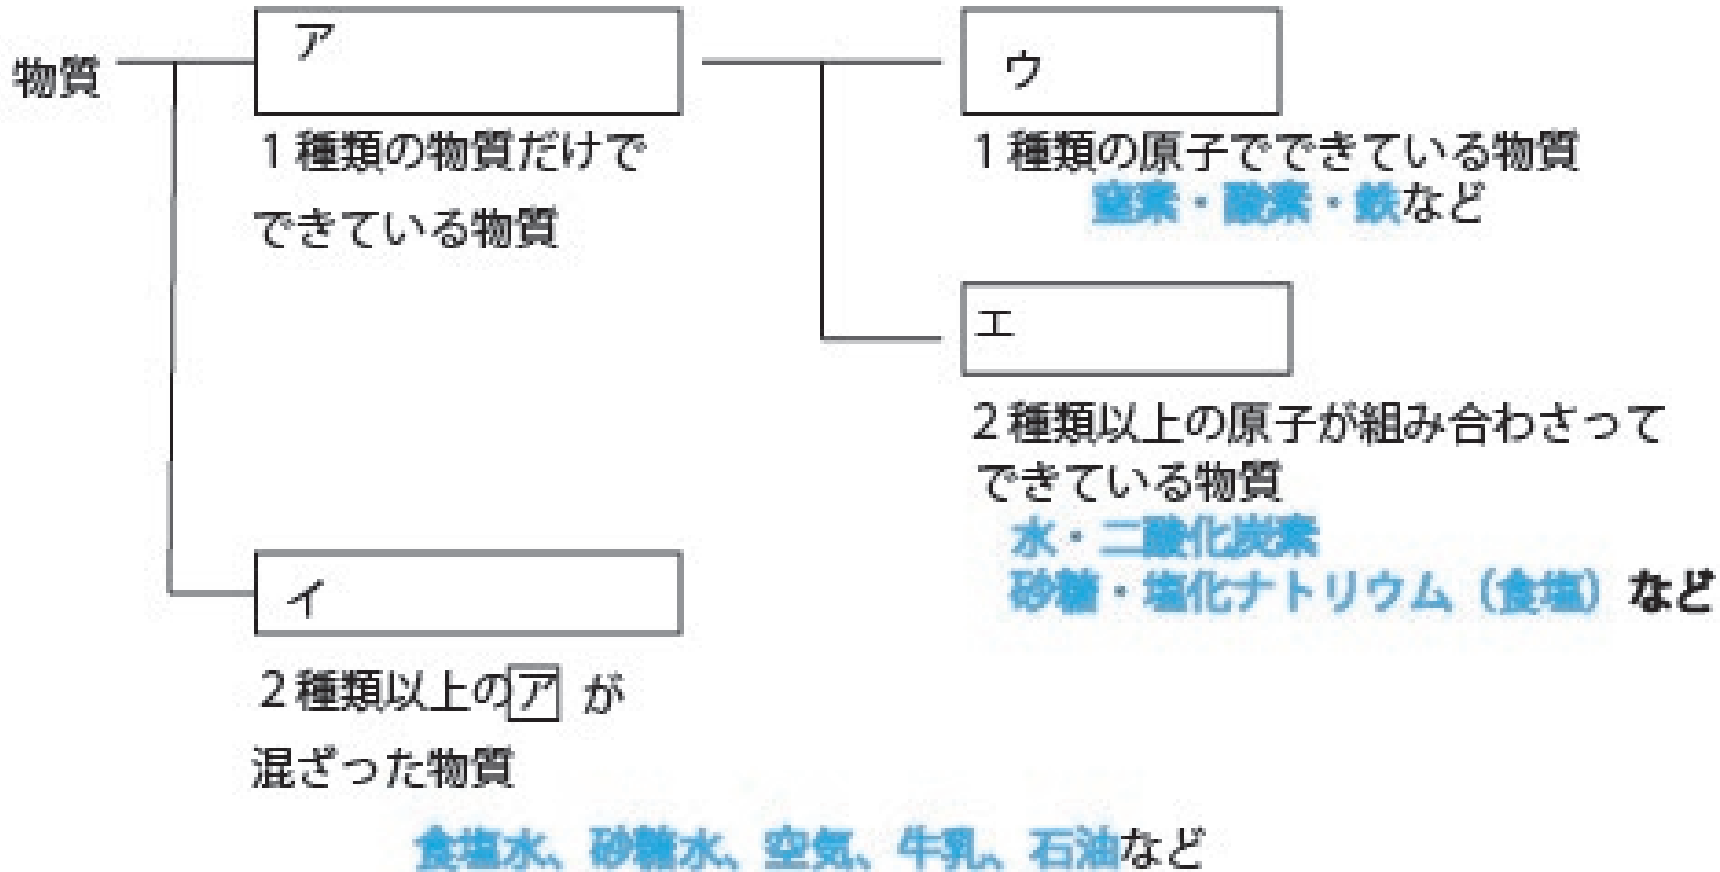 物質
ア
1種類の物質だけで
できている物質
ウ
1種類の原子でできている物質
窒素・酸素・鉄など
エ
2種類以上の原子が組み合わさって
できている物質
水・二酸化炭素
砂糖・塩化ナトリウム（食塩）など
イ
2種類以上のア が
混ざった物質
食塩水、砂糖水、空気、牛乳、石油など